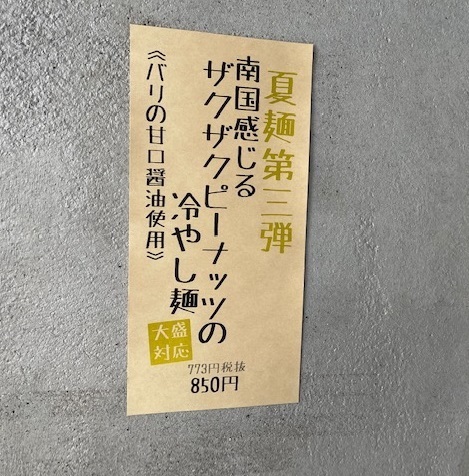 夏麺第三弾
南国感じる
ザクザクピーナッツの
冷やし麺
《バリの甘口醤油使用》
大盛
対応
773円税抜
850円